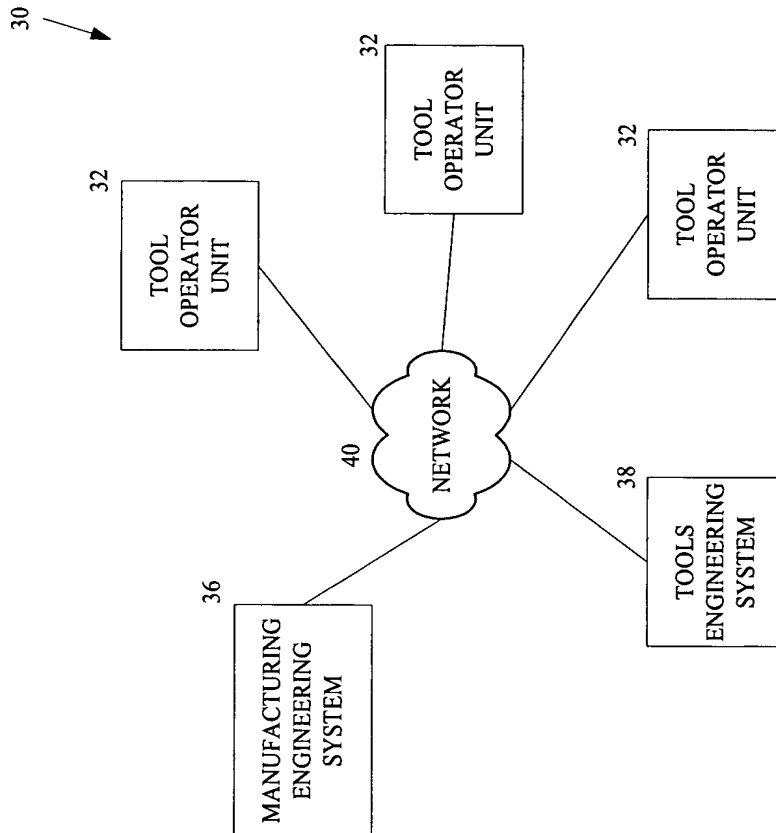 30
32
TOOL
OPERATOR
UNIT
32
TOOL
OPERATOR
UNIT
32
TOOL
OPERATOR
UNIT
40
NETWORK
36
MANUFACTURING
ENGINEERING
SYSTEM
38
TOOLS
ENGINEERING
SYSTEM